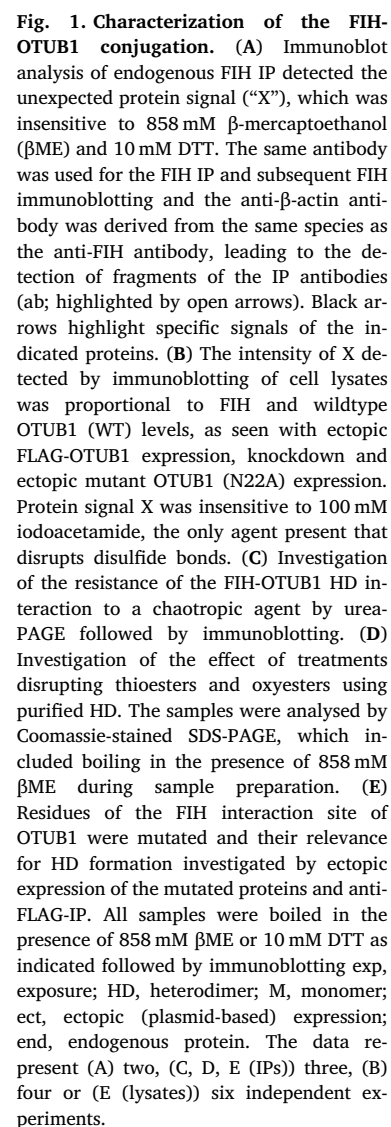 Fig. 1. Characterization of the FIH-
OTUB1 conjugation. (A) Immunoblot
analysis of endogenous FIH IP detected the
unexpected protein signal (“X”), which was
insensitive to 858 mM β-mercaptoethanol
(βME) and 10 mM DTT. The same antibody
was used for the FIH IP and subsequent FIH
immunoblotting and the anti-β-actin anti-
body was derived from the same species as
the anti-FIH antibody, leading to the de-
tection of fragments of the IP antibodies
(ab; highlighted by open arrows). Black ar-
rows highlight specific signals of the in-
dicated proteins. (B) The intensity of X de-
tected by immunoblotting of cell lysates
was proportional to FIH and wildtype
OTUB1 (WT) levels, as seen with ectopic
FLAG-OTUB1 expression, knockdown and
ectopic mutant OTUB1 (N22A) expression.
Protein signal X was insensitive to 100 mM
iodoacetamide, the only agent present that
disrupts disulfide bonds. (C) Investigation
of the resistance of the FIH-OTUB1 HD in-
teraction to a chaotropic agent by urea-
PAGE followed by immunoblotting. (D)
Investigation of the effect of treatments
disrupting thioesters and oxyesters using
purified HD. The samples were analysed by
Coomassie-stained SDS-PAGE, which in-
cluded boiling in the presence of 858 mM
βME during sample preparation. (E)
Residues of the FIH interaction site of
OTUB1 were mutated and their relevance
for HD formation investigated by ectopic
expression of the mutated proteins and anti-
FLAG-IP. All samples were boiled in the
presence of 858 mM βME or 10 mM DTT as
indicated followed by immunoblotting exp,
exposure; HD, heterodimer; M, monomer;
ect, ectopic (plasmid-based) expression;
end, endogenous protein. The data re-
present (A) two, (C, D, E (IPs)) three, (B)
four or (E (lysates)) six independent ex-
periments.